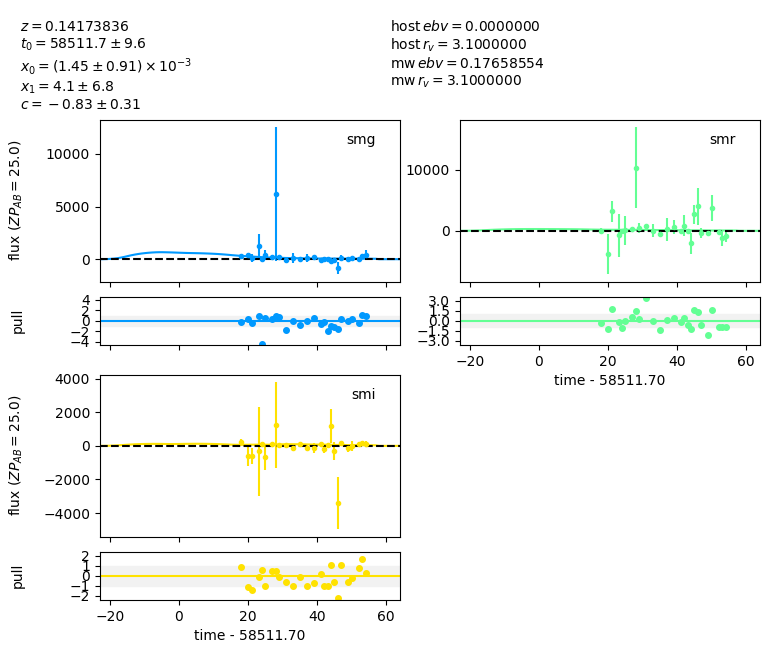 z = 0.14173836
t0 = 58511.7 ± 9.6
x0 = (1.45 ± 0.91) × 10^−3
x1 = 4.1 ± 6.8
c = −0.83 ± 0.31
host ebv = 0.0000000
host r_v = 3.1000000
mw ebv = 0.17658554
mw r_v = 3.1000000
smg
10000
5000
0
flux (ZP_AB = 25.0)
4
2
0
−2
−4
pull
smr
10000
0
3.0
1.5
0.0
−1.5
−3.0
−20 0 20 40 60
time - 58511.70
smi
4000
2000
0
−2000
−4000
flux (ZP_AB = 25.0)
2
1
0
−1
−2
pull
−20 0 20 40 60
time - 58511.70